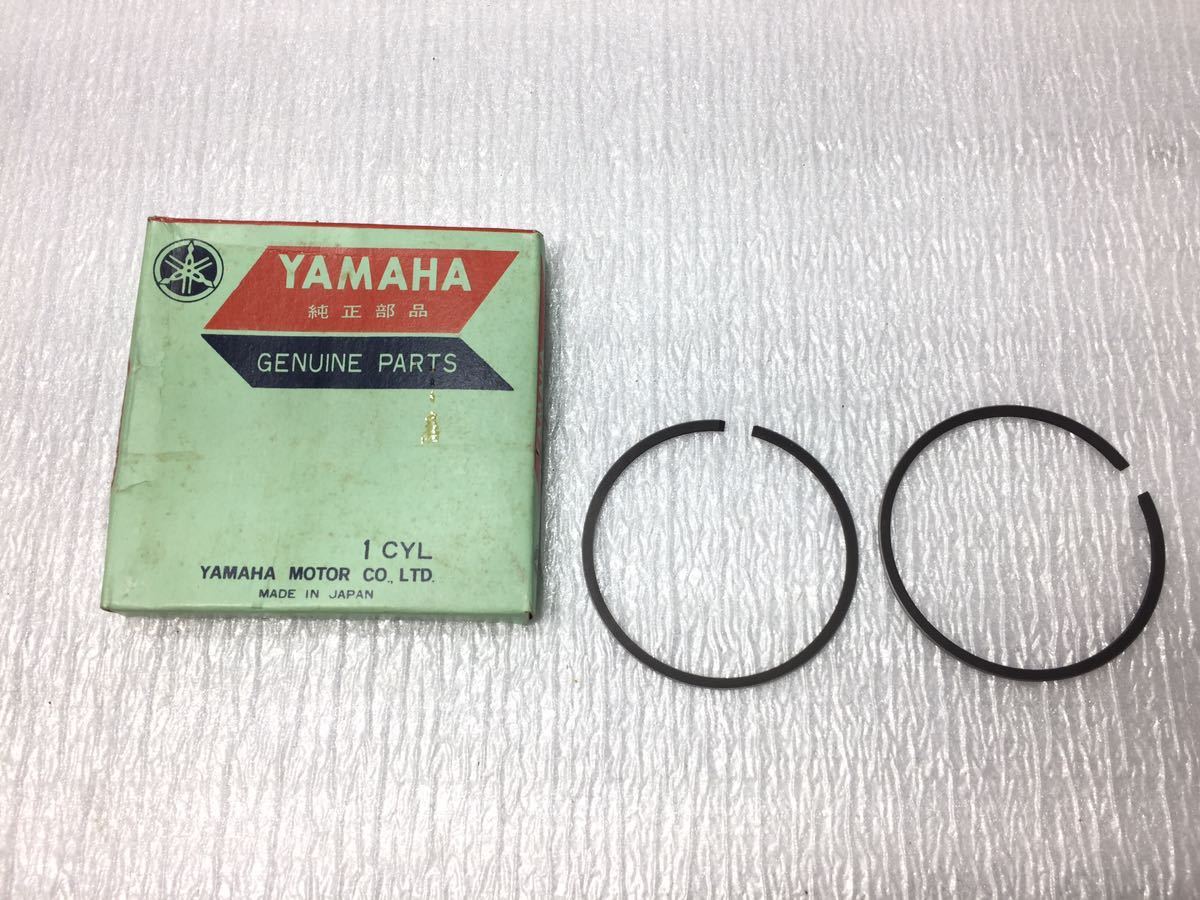 YAMAHA
純正部品
GENUINE PARTS
1 CYL
YAMAHA MOTOR CO., LTD.
MADE IN JAPAN